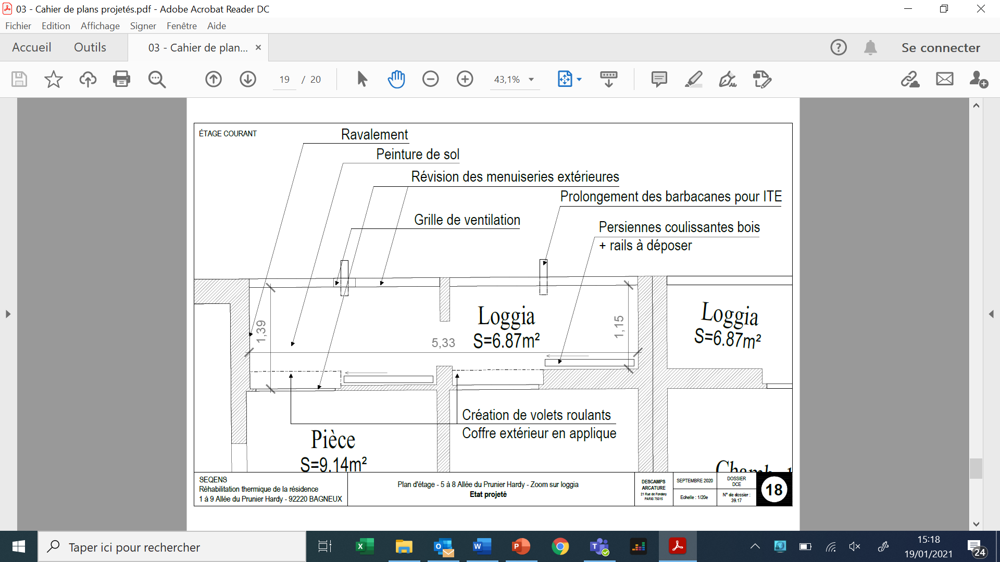 03 - Cahier de plans projetés.pdf - Adobe Acrobat Reader DC
Fichier Edition Affichage Signer Fenêtre Aide
Accueil Outils 03 - Cahier de plan... × Se connecter
19 / 20 43,1%
ÉTAGE COURANT
Ravalement
Peinture de sol
Révision des menuiseries extérieures
Prolongement des barbacanes pour ITE
Grille de ventilation
Persiennes coulissantes bois
+ rails à déposer
Loggia
S=6.87m²
Loggia
S=6.87m²
1,39
5,33
1,15
Création de volets roulants
Coffre extérieur en applique
Pièce
S=9.14m²
SEQENS
Réhabilitation thermique de la résidence
1 à 9 Allée du Prunier Hardy - 92220 BAGNEUX
Plan d'étage - 5 à 8 Allée du Prunier Hardy - Zoom sur loggia
Etat projeté
DESCAMPS
ARCATURE
21 Rue de Fondary
PARIS 75015
SEPTEMBRE 2020
Echelle : 1/20e
DOSSIER
DCE
N° de dossier :
39.17
18
Taper ici pour rechercher
15:18
19/01/2021
24